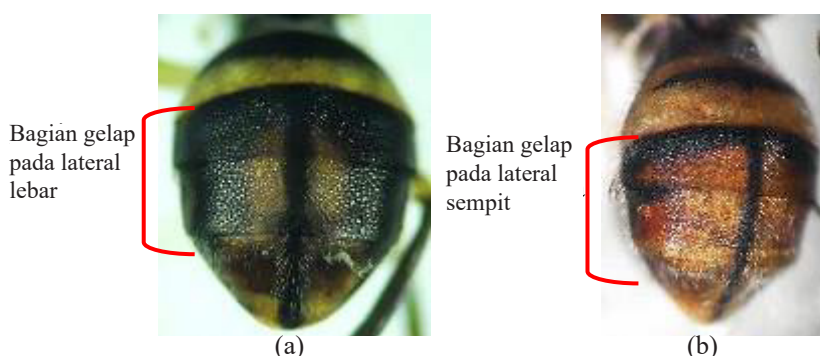 Bagian gelap
pada lateral
lebar
Bagian gelap
pada lateral
sempit
(a)
(b)